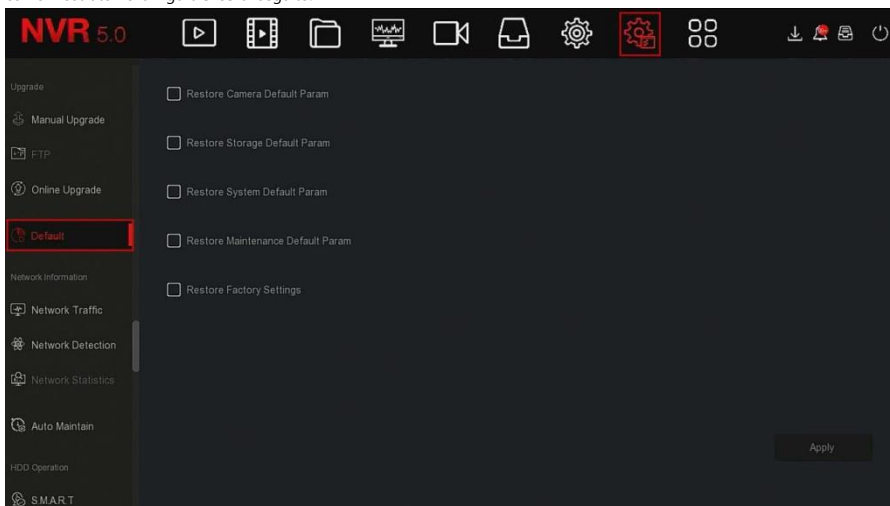 NVR 5.0
Upgrade
Manual Upgrade
FTP
Online Upgrade
Default
Network Information
Network Traffic
Network Detection
Network Statistics
Auto Maintain
HDD Operation
S.M.A.R.T
Restore Camera Default Param
Restore Storage Default Param
Restore System Default Param
Restore Maintenance Default Param
Restore Factory Settings
Apply